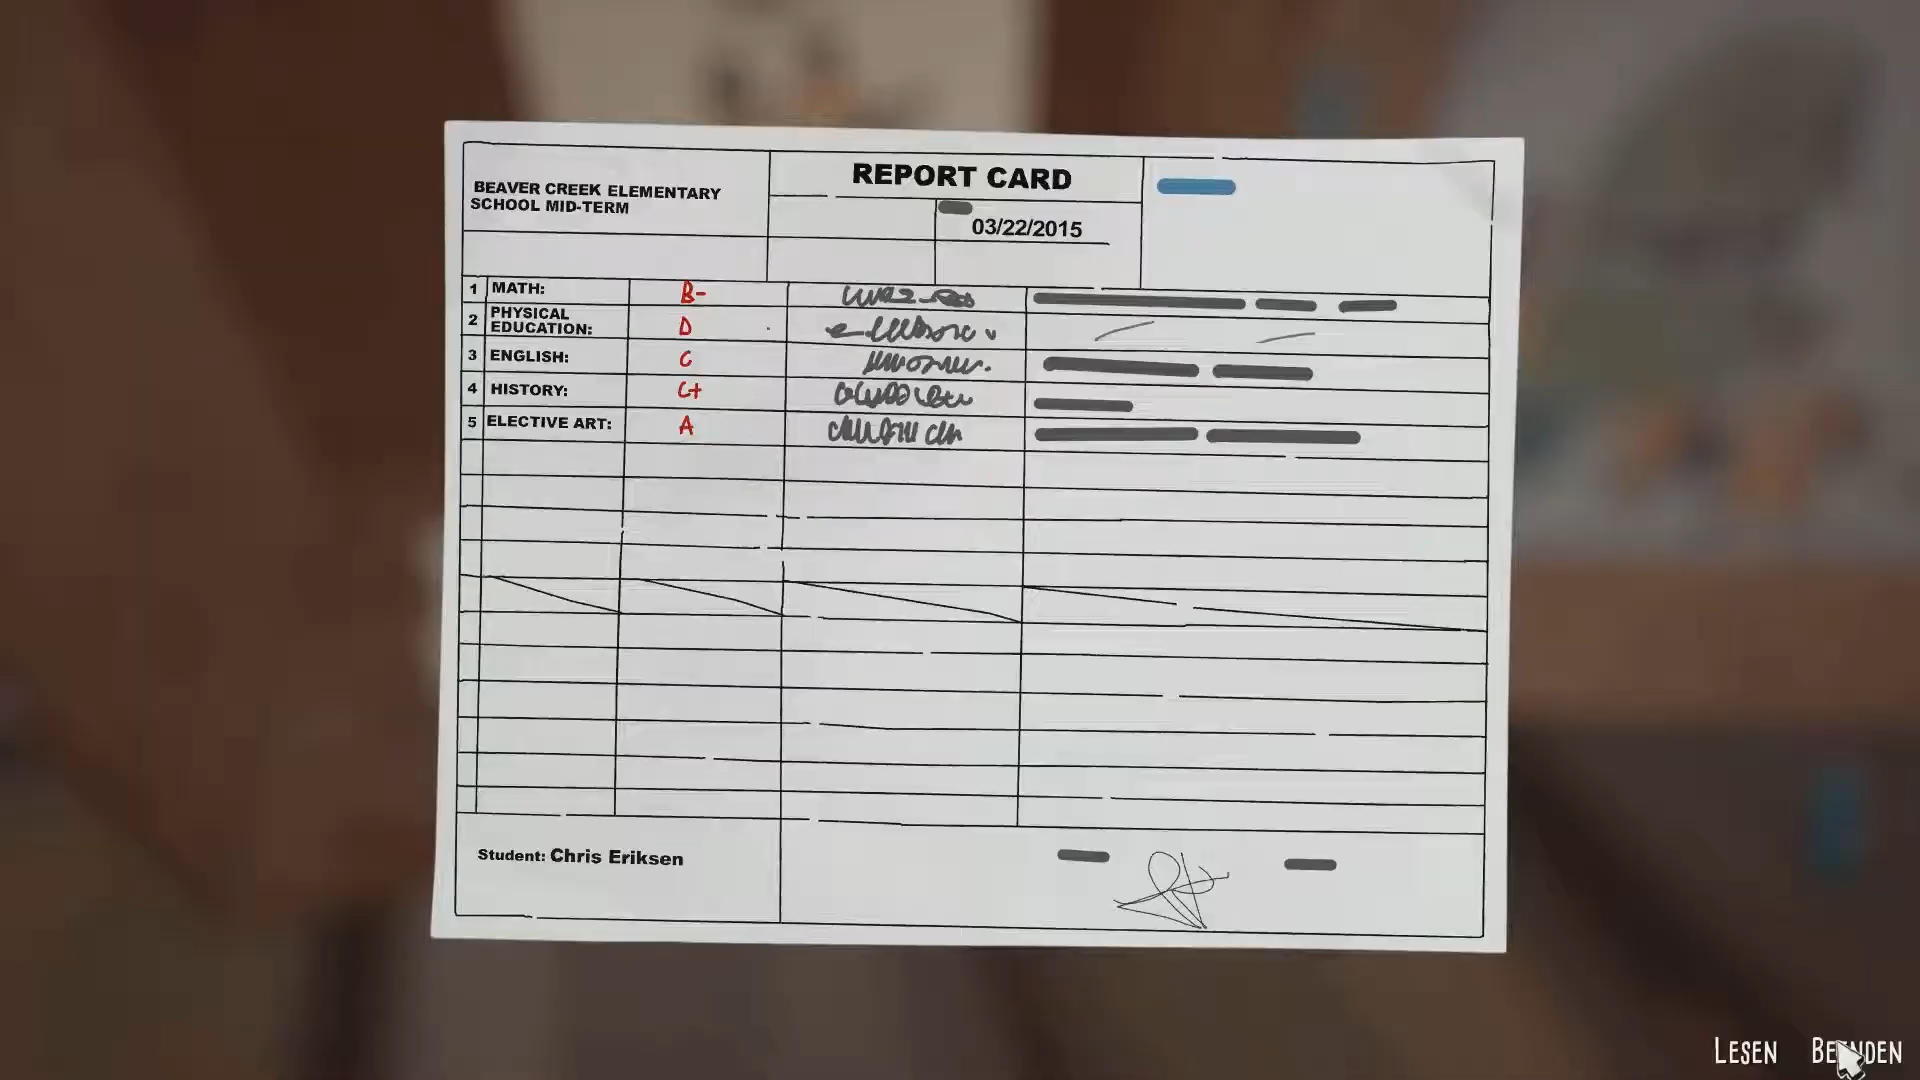 BEAVER CREEK ELEMENTARY
SCHOOL MID-TERM
REPORT CARD
03/22/2015
1 MATH: B-
2 PHYSICAL
EDUCATION: D
3 ENGLISH: C
4 HISTORY: C+
5 ELECTIVE ART: A
Student: Chris Eriksen
LESEN BEENDEN